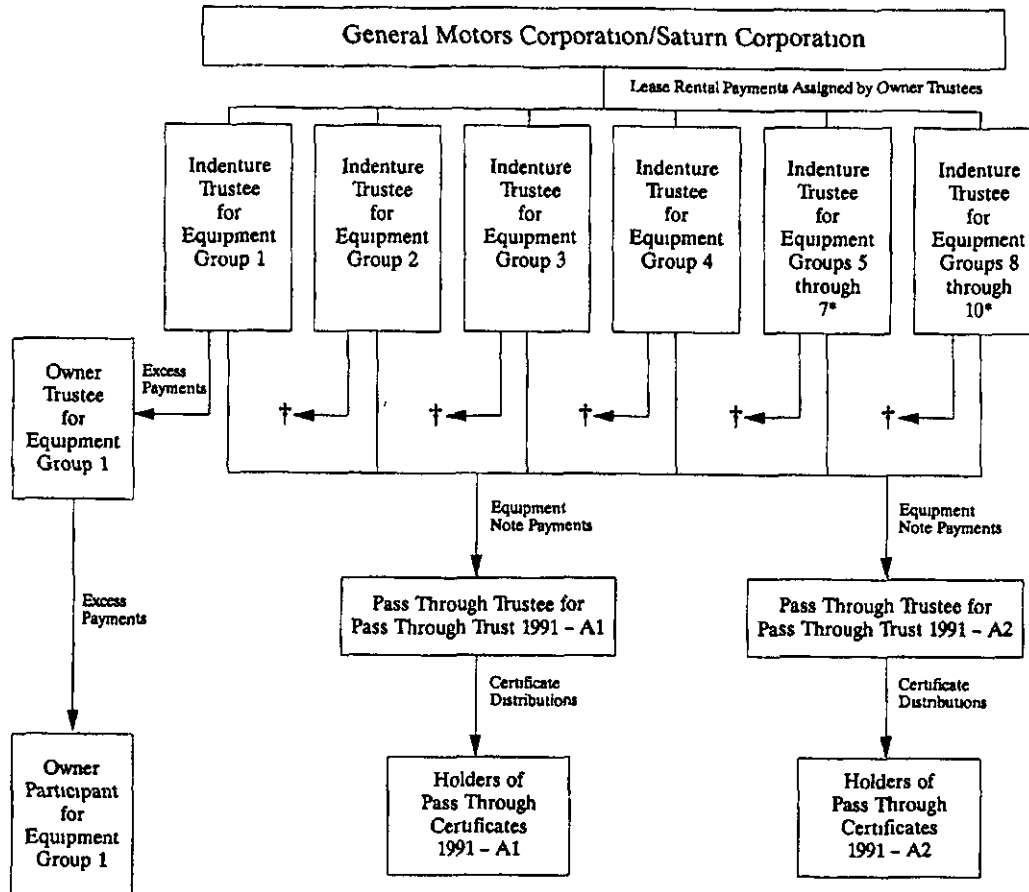 General Motors Corporation/Saturn Corporation
Lease Rental Payments Assigned by Owner Trustees
Indenture
Trustee
for
Equipment
Group 1
Indenture
Trustee
for
Equipment
Group 2
Indenture
Trustee
for
Equipment
Group 3
Indenture
Trustee
for
Equipment
Group 4
Indenture
Trustee
for
Equipment
Groups 5
through
7*
Indenture
Trustee
for
Equipment
Groups 8
through
10*
Owner
Trustee
for
Equipment
Group 1
Excess
Payments
†
†
†
†
†
Equipment
Note Payments
Equipment
Note Payments
Excess
Payments
Pass Through Trustee for
Pass Through Trust 1991 – A1
Pass Through Trustee for
Pass Through Trust 1991 – A2
Certificate
Distributions
Certificate
Distributions
Owner
Participant
for
Equipment
Group 1
Holders of
Pass Through
Certificates
1991 – A1
Holders of
Pass Through
Certificates
1991 – A2